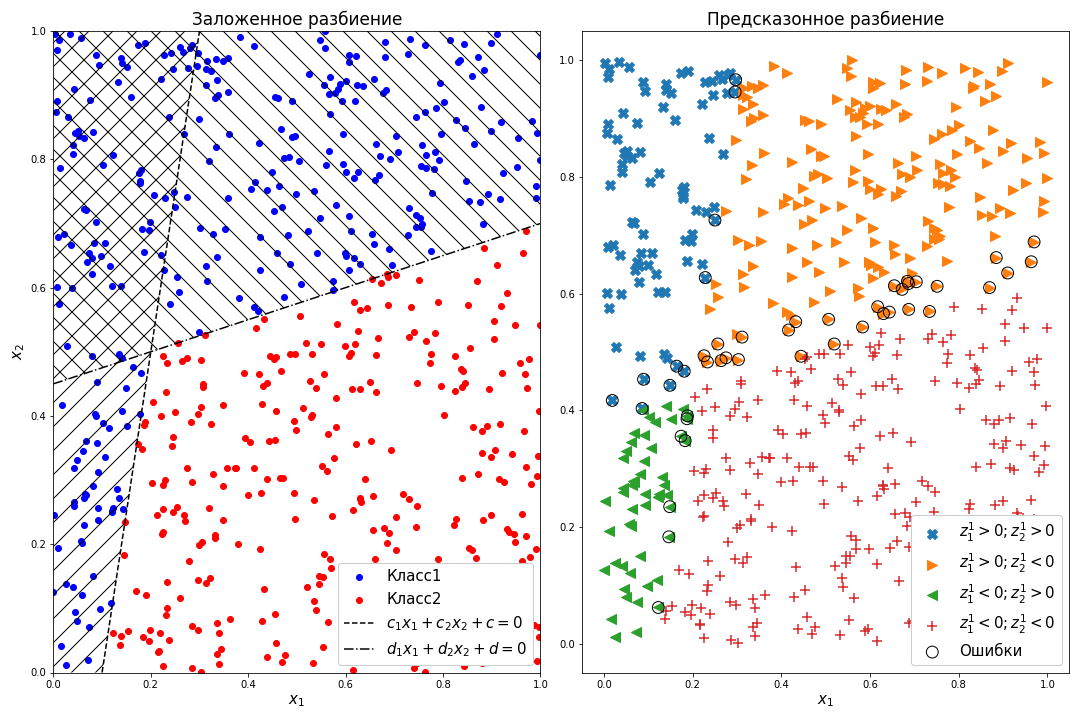 Заложенное разбиение
1.0
0.8
0.6
0.4
0.2
0.0
0.0 0.2 0.4 0.6 0.8 1.0
x₂
x₁
Класс1
Класс2
c₁x₁ + c₂x₂ + c = 0
d₁x₁ + d₂x₂ + d = 0
Предсказонное разбиение
1.0
0.8
0.6
0.4
0.2
0.0
0.0 0.2 0.4 0.6 0.8 1.0
x₁
z₁¹ > 0; z₂¹ > 0
z₁¹ > 0; z₂¹ < 0
z₁¹ < 0; z₂¹ > 0
z₁¹ < 0; z₂¹ < 0
Ошибки